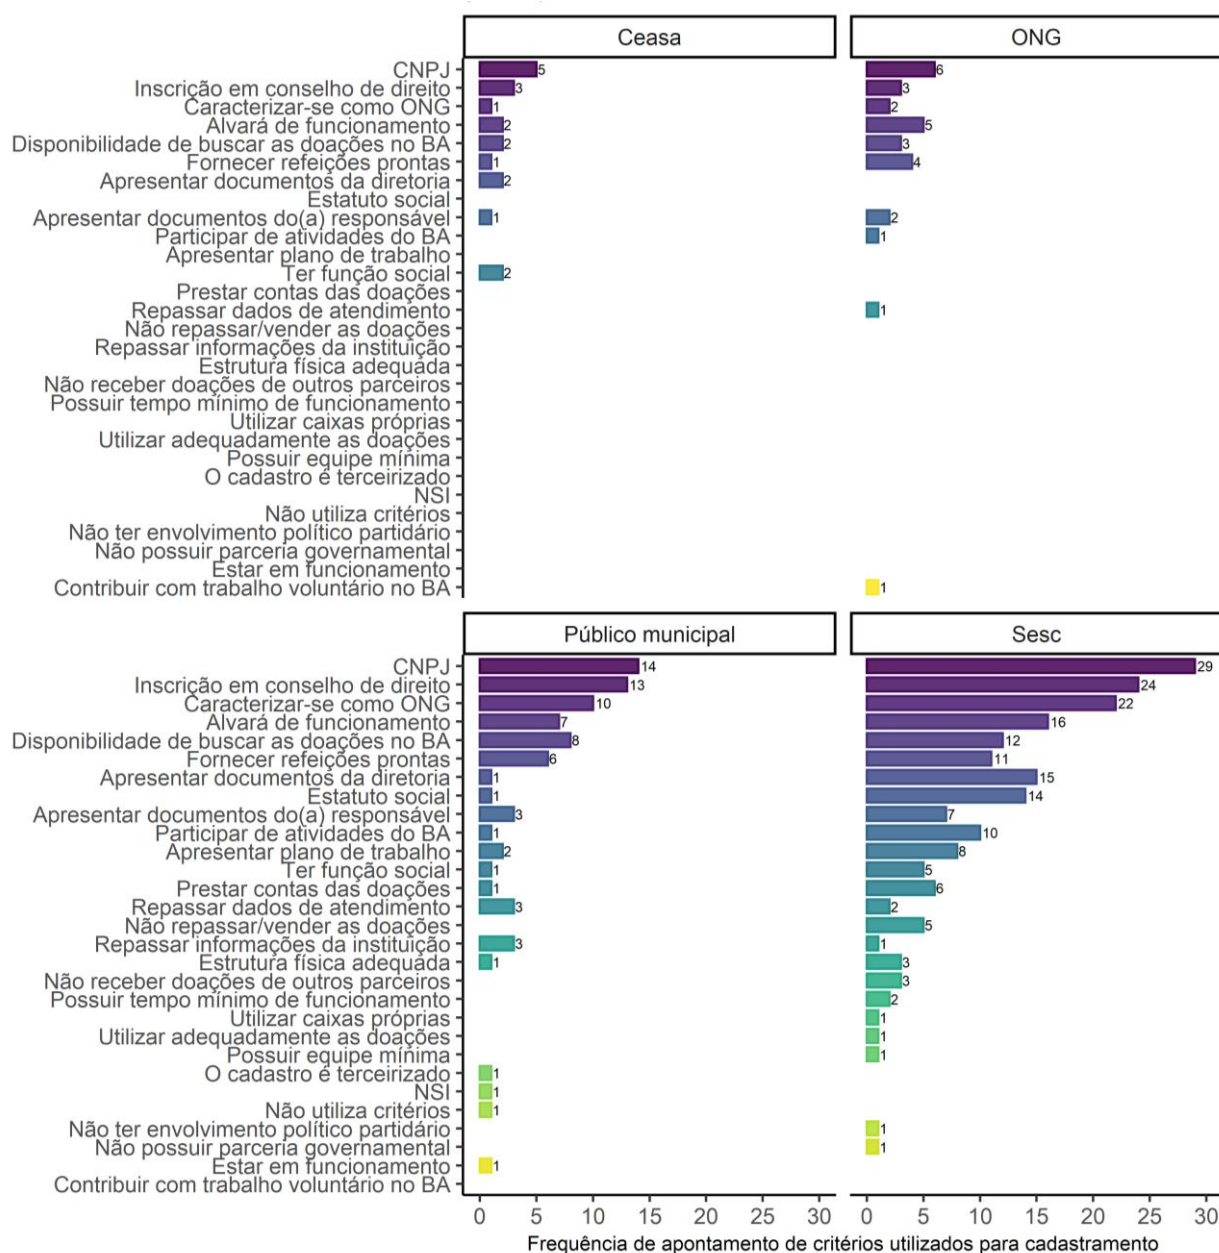 Ceasa ONG
CNPJ 5 6
Inscrição em conselho de direito 3 3
Caracterizar-se como ONG 1 2
Alvará de funcionamento 2 5
Disponibilidade de buscar as doações no BA 2 3
Fornecer refeições prontas 1 4
Apresentar documentos da diretoria 2
Estatuto social
Apresentar documentos do(a) responsável 1 2
Participar de atividades do BA 1
Apresentar plano de trabalho
Ter função social 2
Prestar contas das doações
Repassar dados de atendimento 1
Não repassar/vender as doações
Repassar informações da instituição
Estrutura física adequada
Não receber doações de outros parceiros
Possuir tempo mínimo de funcionamento
Utilizar caixas próprias
Utilizar adequadamente as doações
Possuir equipe mínima
O cadastro é terceirizado
NSI
Não utiliza critérios
Não ter envolvimento político partidário
Não possuir parceria governamental
Estar em funcionamento
Contribuir com trabalho voluntário no BA 1
Público municipal Sesc
CNPJ 14 29
Inscrição em conselho de direito 13 24
Caracterizar-se como ONG 10 22
Alvará de funcionamento 7 16
Disponibilidade de buscar as doações no BA 8 12
Fornecer refeições prontas 6 11
Apresentar documentos da diretoria 1 15
Estatuto social 1 14
Apresentar documentos do(a) responsável 3 7
Participar de atividades do BA 1 10
Apresentar plano de trabalho 2 8
Ter função social 1 5
Prestar contas das doações 1 6
Repassar dados de atendimento 3 2
Não repassar/vender as doações 5
Repassar informações da instituição 3 1
Estrutura física adequada 1 3
Não receber doações de outros parceiros 3
Possuir tempo mínimo de funcionamento 2
Utilizar caixas próprias 1
Utilizar adequadamente as doações 1
Possuir equipe mínima 1
O cadastro é terceirizado 1
NSI 1
Não utiliza critérios 1
Não ter envolvimento político partidário 1
Não possuir parceria governamental 1
Estar em funcionamento 1
Contribuir com trabalho voluntário no BA
0 5 10 15 20 25 30 0 5 10 15 20 25 30
Frequência de apontamento de critérios utilizados para cadastramento